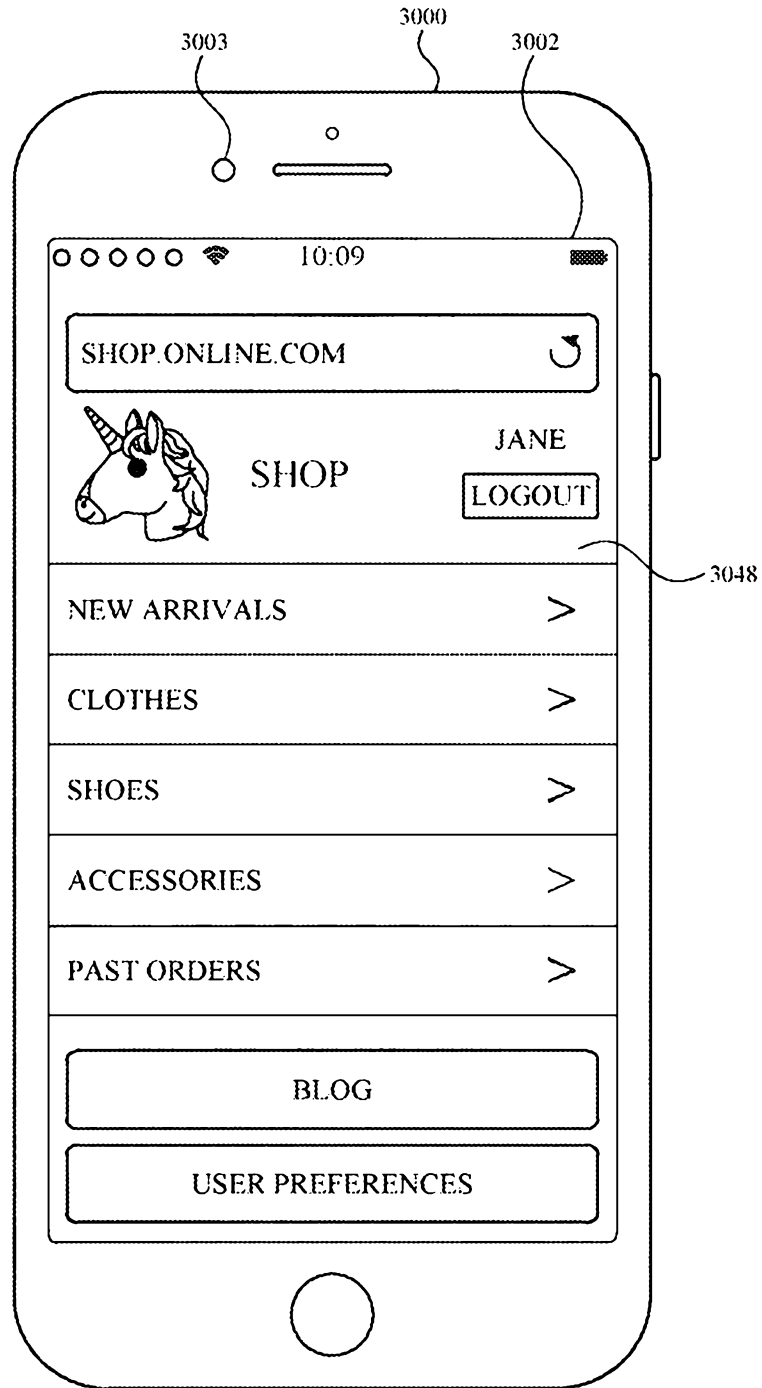 3000
3003
3002
10:09
SHOP.ONLINE.COM
JANE
SHOP
LOGOUT
3048
NEW ARRIVALS >
CLOTHES >
SHOES >
ACCESSORIES >
PAST ORDERS >
BLOG
USER PREFERENCES